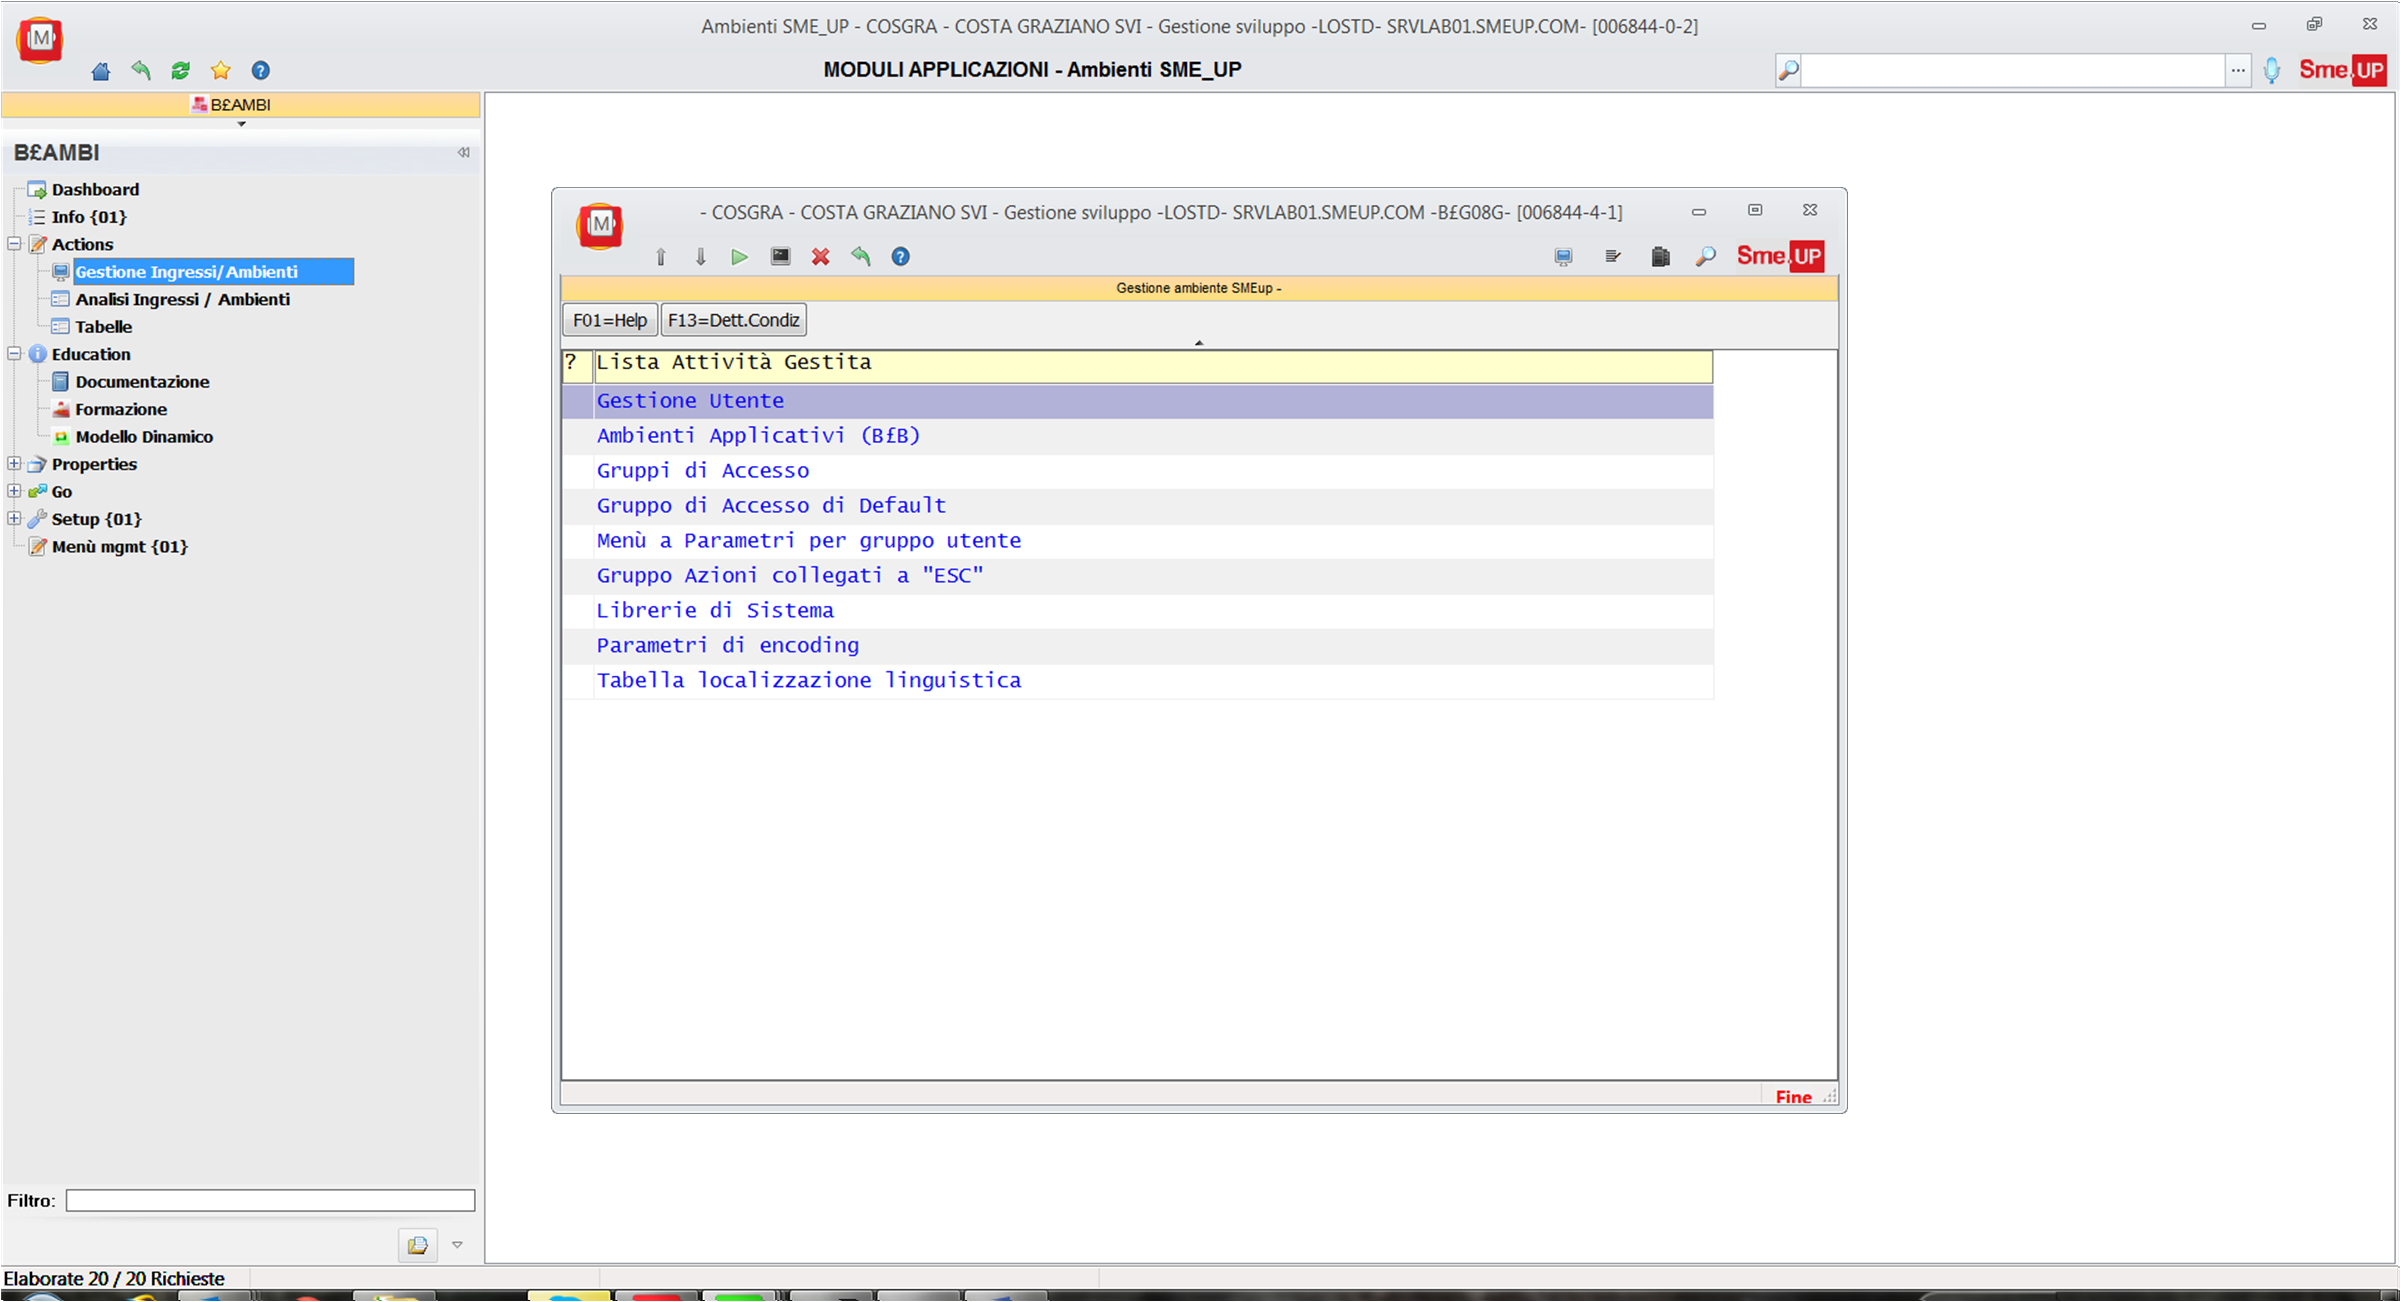 Ambienti SME_UP - COSGRA - COSTA GRAZIANO SVI - Gestione sviluppo -LOSTD- SRVLAB01.SMEUP.COM- [006844-0-2]
MODULI APPLICAZIONI - Ambienti SME_UP
...
Sme.UP
B£AMBI
B£AMBI
Dashboard
Info {01}
Actions
Gestione Ingressi/Ambienti
Analisi Ingressi / Ambienti
Tabelle
Education
Documentazione
Formazione
Modello Dinamico
Properties
Go
Setup {01}
Menù mgmt {01}
Filtro:
Elaborate 20 / 20 Richieste
- COSGRA - COSTA GRAZIANO SVI - Gestione sviluppo -LOSTD- SRVLAB01.SMEUP.COM -B£G08G- [006844-4-1]
Sme.UP
Gestione ambiente SMEup -
F01=Help F13=Dett.Condiz
? Lista Attività Gestita
Gestione Utente
Ambienti Applicativi (B£B)
Gruppi di Accesso
Gruppo di Accesso di Default
Menù a Parametri per gruppo utente
Gruppo Azioni collegati a "ESC"
Librerie di Sistema
Parametri di encoding
Tabella localizzazione linguistica
Fine